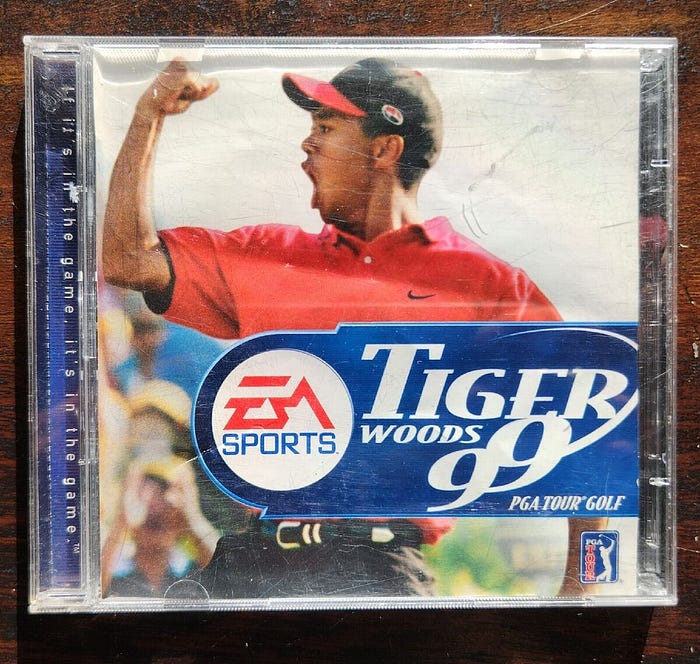 If it's in the game, it's in the game.™
EA
SPORTS™
TIGER
WOODS
99
PGA TOUR® GOLF
PGA
TOUR